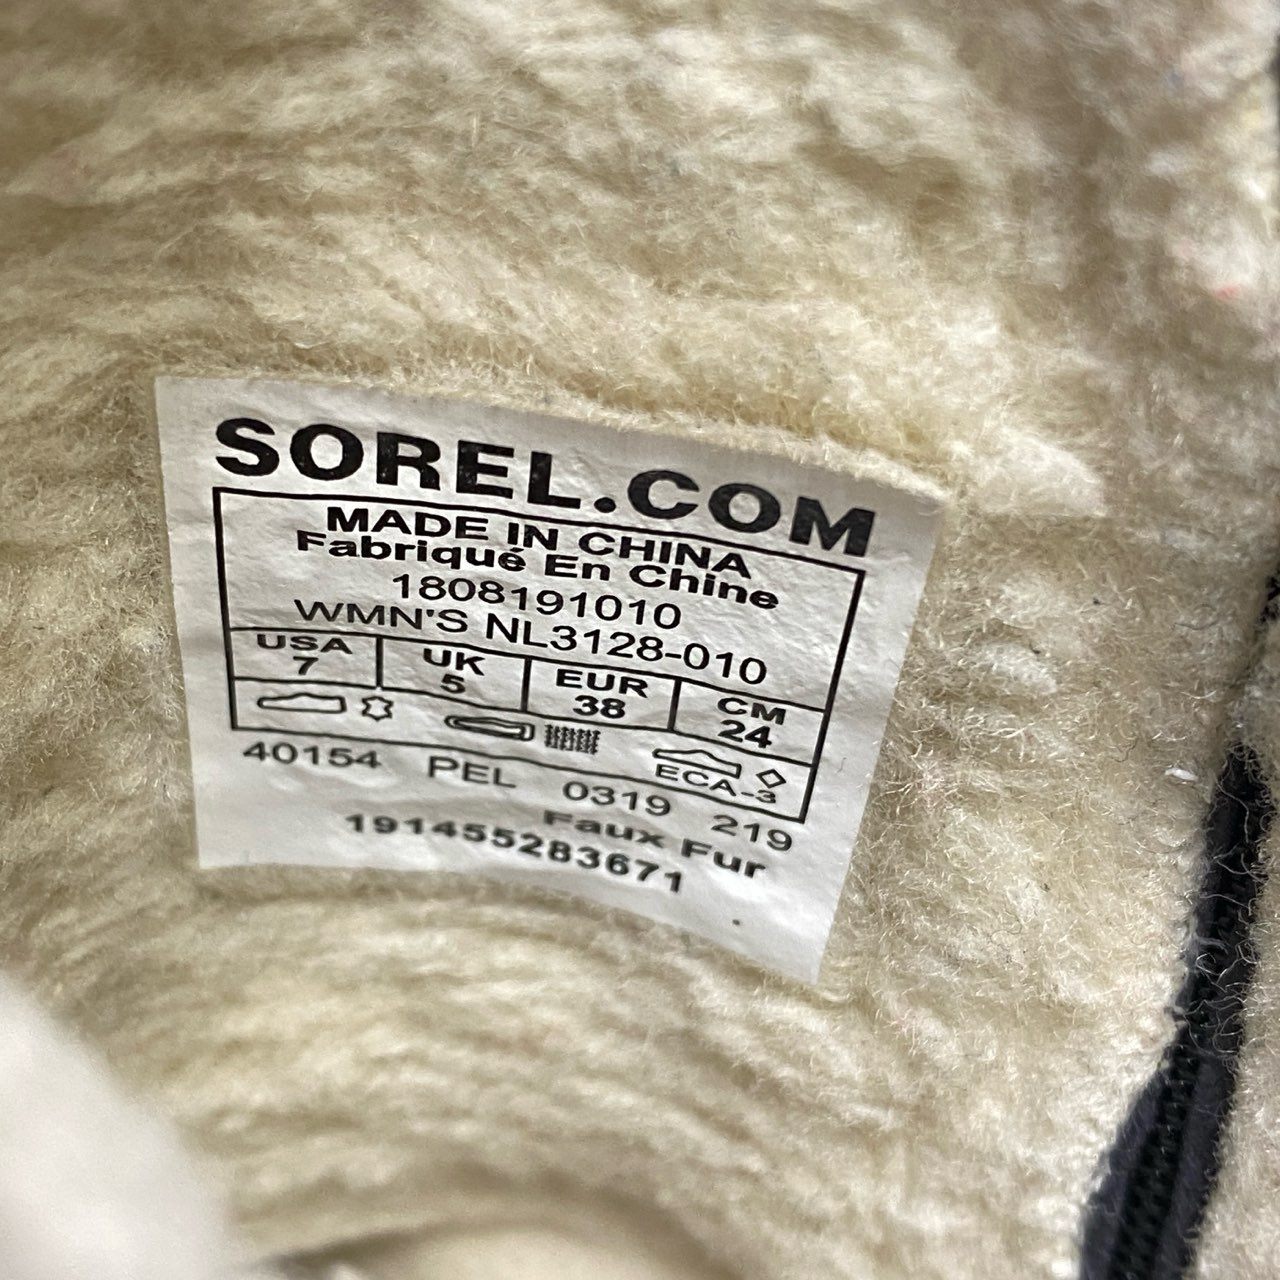 SOREL.COM
MADE IN CHINA
Fabriqué En Chine
1808191010
WMN'S NL3128-010
USA UK EUR CM
7 5 38 24
ECA-3
40154 PEL 0319 219
Faux Fur
191455283671